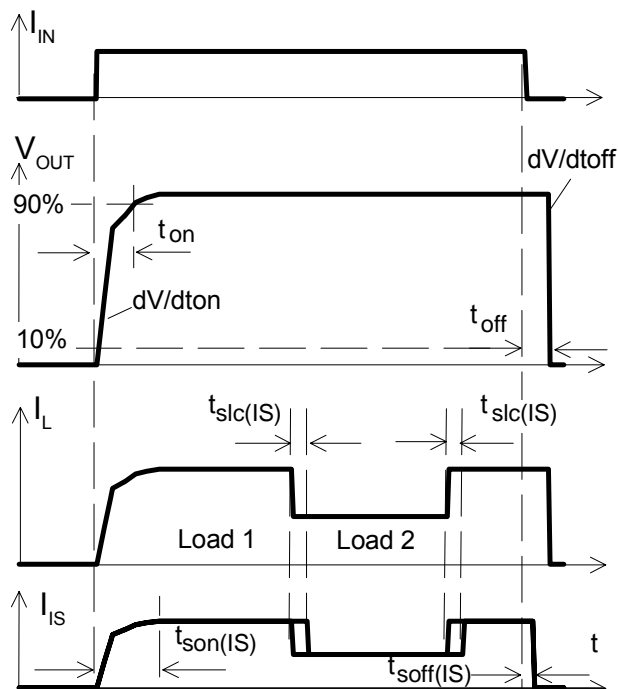 I_IN
V_OUT
dV/dtoff
90%
t_on
dV/dton
10%
t_off
I_L
t_slc(IS)
t_slc(IS)
Load 1
Load 2
I_IS
t_son(IS)
t_soff(IS)
t